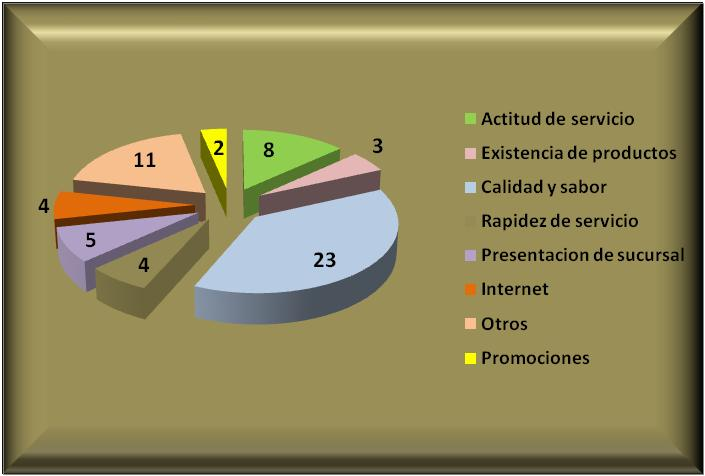 2
8
3
11
4
23
5
4
Actitud de servicio
Existencia de productos
Calidad y sabor
Rapidez de servicio
Presentacion de sucursal
Internet
Otros
Promociones